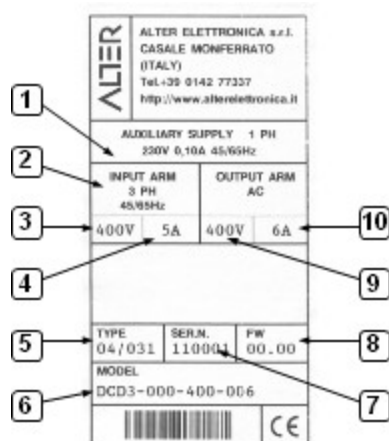 ALTER
ALTER ELETTRONICA s.r.l.
CASALE MONFERRATO
(ITALY)
Tel.+39 0142 77337
http://www.alterelettronica.it
1
AUXILIARY SUPPLY 1 PH
230V 0,10A 45/65Hz
2
INPUT ARM
3 PH
45/65Hz
OUTPUT ARM
AC
3
400V
5A
400V
6A
10
4
9
5
TYPE
04/031
SER.N.
110001
FW
00.00
8
6
MODEL
DCD3-000-400-006
7
CE